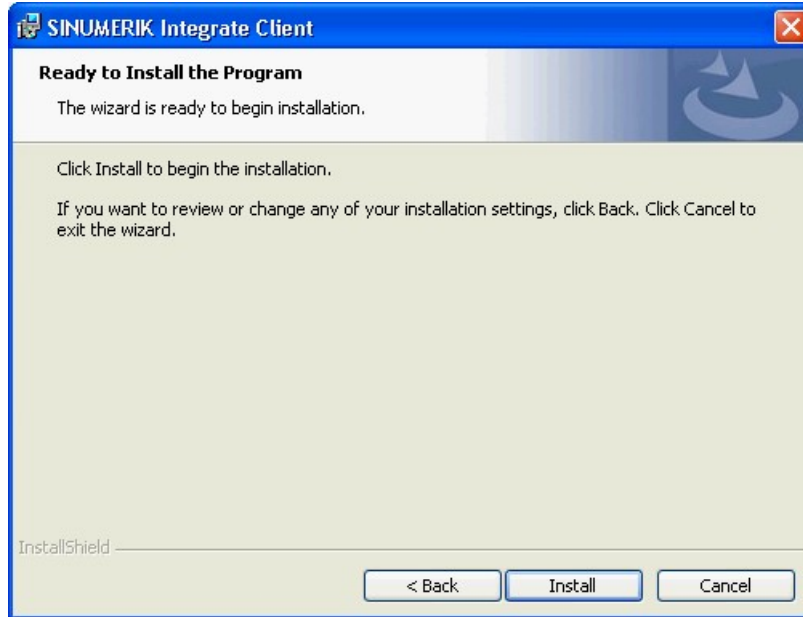 SINUMERIK Integrate Client
Ready to Install the Program
The wizard is ready to begin installation.
Click Install to begin the installation.
If you want to review or change any of your installation settings, click Back. Click Cancel to
exit the wizard.
InstallShield
< Back
Install
Cancel